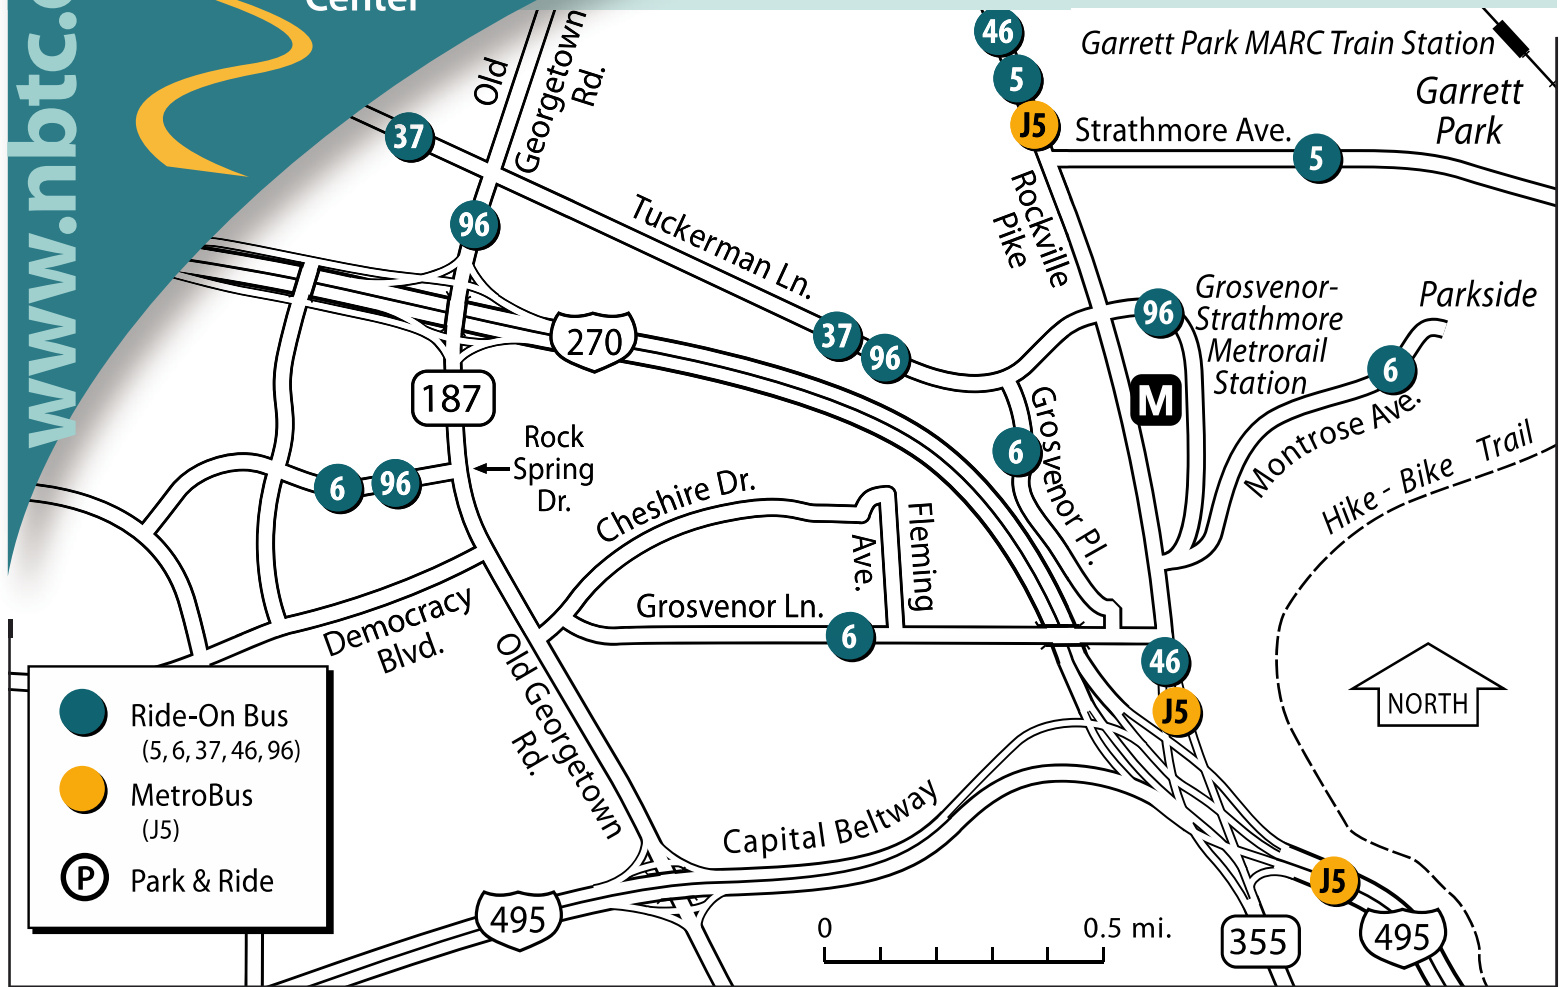 Center
www.nbtc.
Old
Georgetown
Rd.
46
5
J5
Garrett Park MARC Train Station
Garrett
Park
Strathmore Ave.
5
37
96
Tuckerman Ln.
Rockville
Pike
37
96
96
Grosvenor-
Strathmore
Metrorail
Station
Parkside
6
M
Montrose Ave.
Hike - Bike Trail
270
187
Rock
Spring
Dr.
6
96
6
Grosvenor Pl.
Cheshire Dr.
Fleming
Ave.
Grosvenor Ln.
6
Democracy
Blvd.
Old Georgetown
Rd.
46
J5
NORTH
Ride-On Bus
(5, 6, 37, 46, 96)
MetroBus
(J5)
P
Park & Ride
Capital Beltway
495
0
0.5 mi.
J5
355
495